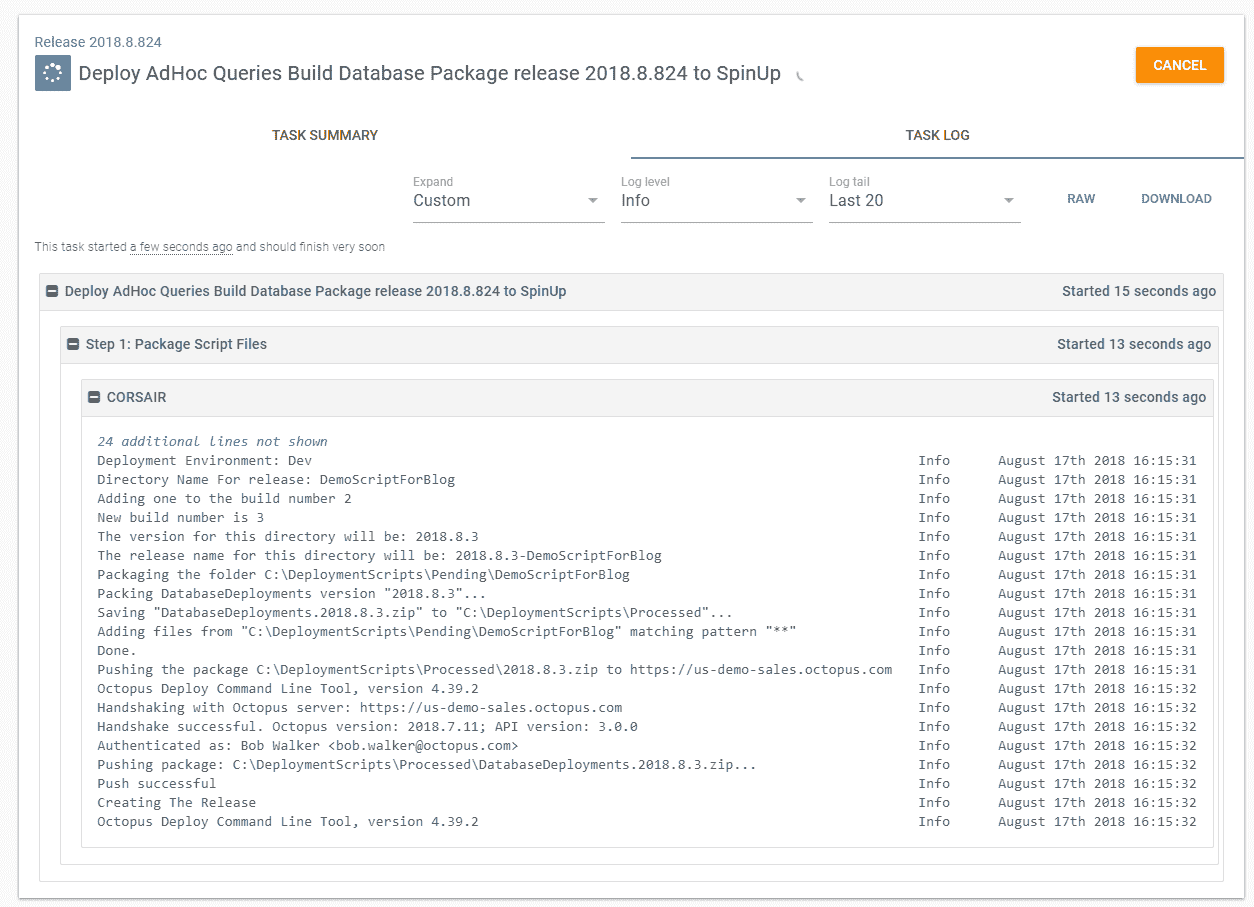 Release 2018.8.824
Deploy AdHoc Queries Build Database Package release 2018.8.824 to SpinUp
CANCEL
TASK SUMMARY
TASK LOG
Expand
Custom
Log level
Info
Log tail
Last 20
RAW
DOWNLOAD
This task started a few seconds ago and should finish very soon
Deploy AdHoc Queries Build Database Package release 2018.8.824 to SpinUp Started 15 seconds ago
Step 1: Package Script Files Started 13 seconds ago
CORSAIR Started 13 seconds ago
24 additional lines not shown
Deployment Environment: Dev Info August 17th 2018 16:15:31
Directory Name For release: DemoScriptForBlog Info August 17th 2018 16:15:31
Adding one to the build number 2 Info August 17th 2018 16:15:31
New build number is 3 Info August 17th 2018 16:15:31
The version for this directory will be: 2018.8.3 Info August 17th 2018 16:15:31
The release name for this directory will be: 2018.8.3-DemoScriptForBlog Info August 17th 2018 16:15:31
Packaging the folder C:\DeploymentScripts\Pending\DemoScriptForBlog Info August 17th 2018 16:15:31
Packing DatabaseDeployments version "2018.8.3"... Info August 17th 2018 16:15:31
Saving "DatabaseDeployments.2018.8.3.zip" to "C:\DeploymentScripts\Processed"... Info August 17th 2018 16:15:31
Adding files from "C:\DeploymentScripts\Pending\DemoScriptForBlog" matching pattern "**" Info August 17th 2018 16:15:31
Done. Info August 17th 2018 16:15:31
Pushing the package C:\DeploymentScripts\Processed\2018.8.3.zip to https://us-demo-sales.octopus.com Info August 17th 2018 16:15:31
Octopus Deploy Command Line Tool, version 4.39.2 Info August 17th 2018 16:15:32
Handshaking with Octopus server: https://us-demo-sales.octopus.com Info August 17th 2018 16:15:32
Handshake successful. Octopus version: 2018.7.11; API version: 3.0.0 Info August 17th 2018 16:15:32
Authenticated as: Bob Walker <bob.walker@octopus.com> Info August 17th 2018 16:15:32
Pushing package: C:\DeploymentScripts\Processed\DatabaseDeployments.2018.8.3.zip... Info August 17th 2018 16:15:32
Push successful Info August 17th 2018 16:15:32
Creating The Release Info August 17th 2018 16:15:32
Octopus Deploy Command Line Tool, version 4.39.2 Info August 17th 2018 16:15:32